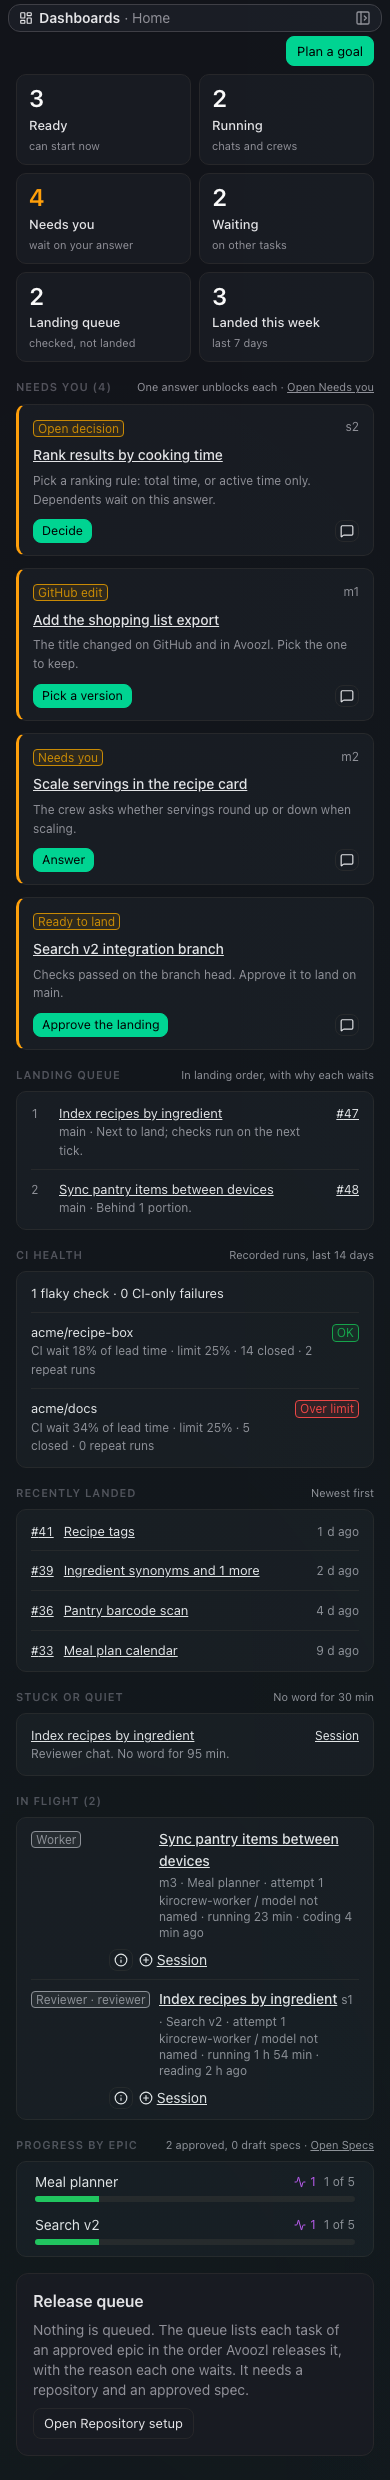 Dashboards · Home
Plan a goal
3
Ready
can start now
2
Running
chats and crews
4
Needs you
wait on your answer
2
Waiting
on other tasks
2
Landing queue
checked, not landed
3
Landed this week
last 7 days
NEEDS YOU (4)
One answer unblocks each · Open Needs you
Open decision
s2
Rank results by cooking time
Pick a ranking rule: total time, or active time only.
Dependents wait on this answer.
Decide
GitHub edit
m1
Add the shopping list export
The title changed on GitHub and in Avoozl. Pick the one
to keep.
Pick a version
Needs you
m2
Scale servings in the recipe card
The crew asks whether servings round up or down when
scaling.
Answer
Ready to land
Search v2 integration branch
Checks passed on the branch head. Approve it to land on
main.
Approve the landing
LANDING QUEUE
In landing order, with why each waits
1 Index recipes by ingredient #47
main · Next to land; checks run on the next
tick.
2 Sync pantry items between devices #48
main · Behind 1 portion.
CI HEALTH
Recorded runs, last 14 days
1 flaky check · 0 CI-only failures
acme/recipe-box OK
CI wait 18% of lead time · limit 25% · 14 closed · 2
repeat runs
acme/docs Over limit
CI wait 34% of lead time · limit 25% · 5
closed · 0 repeat runs
RECENTLY LANDED
Newest first
#41 Recipe tags 1 d ago
#39 Ingredient synonyms and 1 more 2 d ago
#36 Pantry barcode scan 4 d ago
#33 Meal plan calendar 9 d ago
STUCK OR QUIET
No word for 30 min
Index recipes by ingredient Session
Reviewer chat. No word for 95 min.
IN FLIGHT (2)
Worker
Sync pantry items between
devices
m3 · Meal planner · attempt 1
kirocrew-worker / model not
named · running 23 min · coding 4
min ago
Session
Reviewer · reviewer
Index recipes by ingredient s1
· Search v2 · attempt 1
kirocrew-worker / model not
named · running 1 h 54 min ·
reading 2 h ago
Session
PROGRESS BY EPIC
2 approved, 0 draft specs · Open Specs
Meal planner 1 1 of 5
Search v2 1 1 of 5
Release queue
Nothing is queued. The queue lists each task of
an approved epic in the order Avoozl releases it,
with the reason each one waits. It needs a
repository and an approved spec.
Open Repository setup